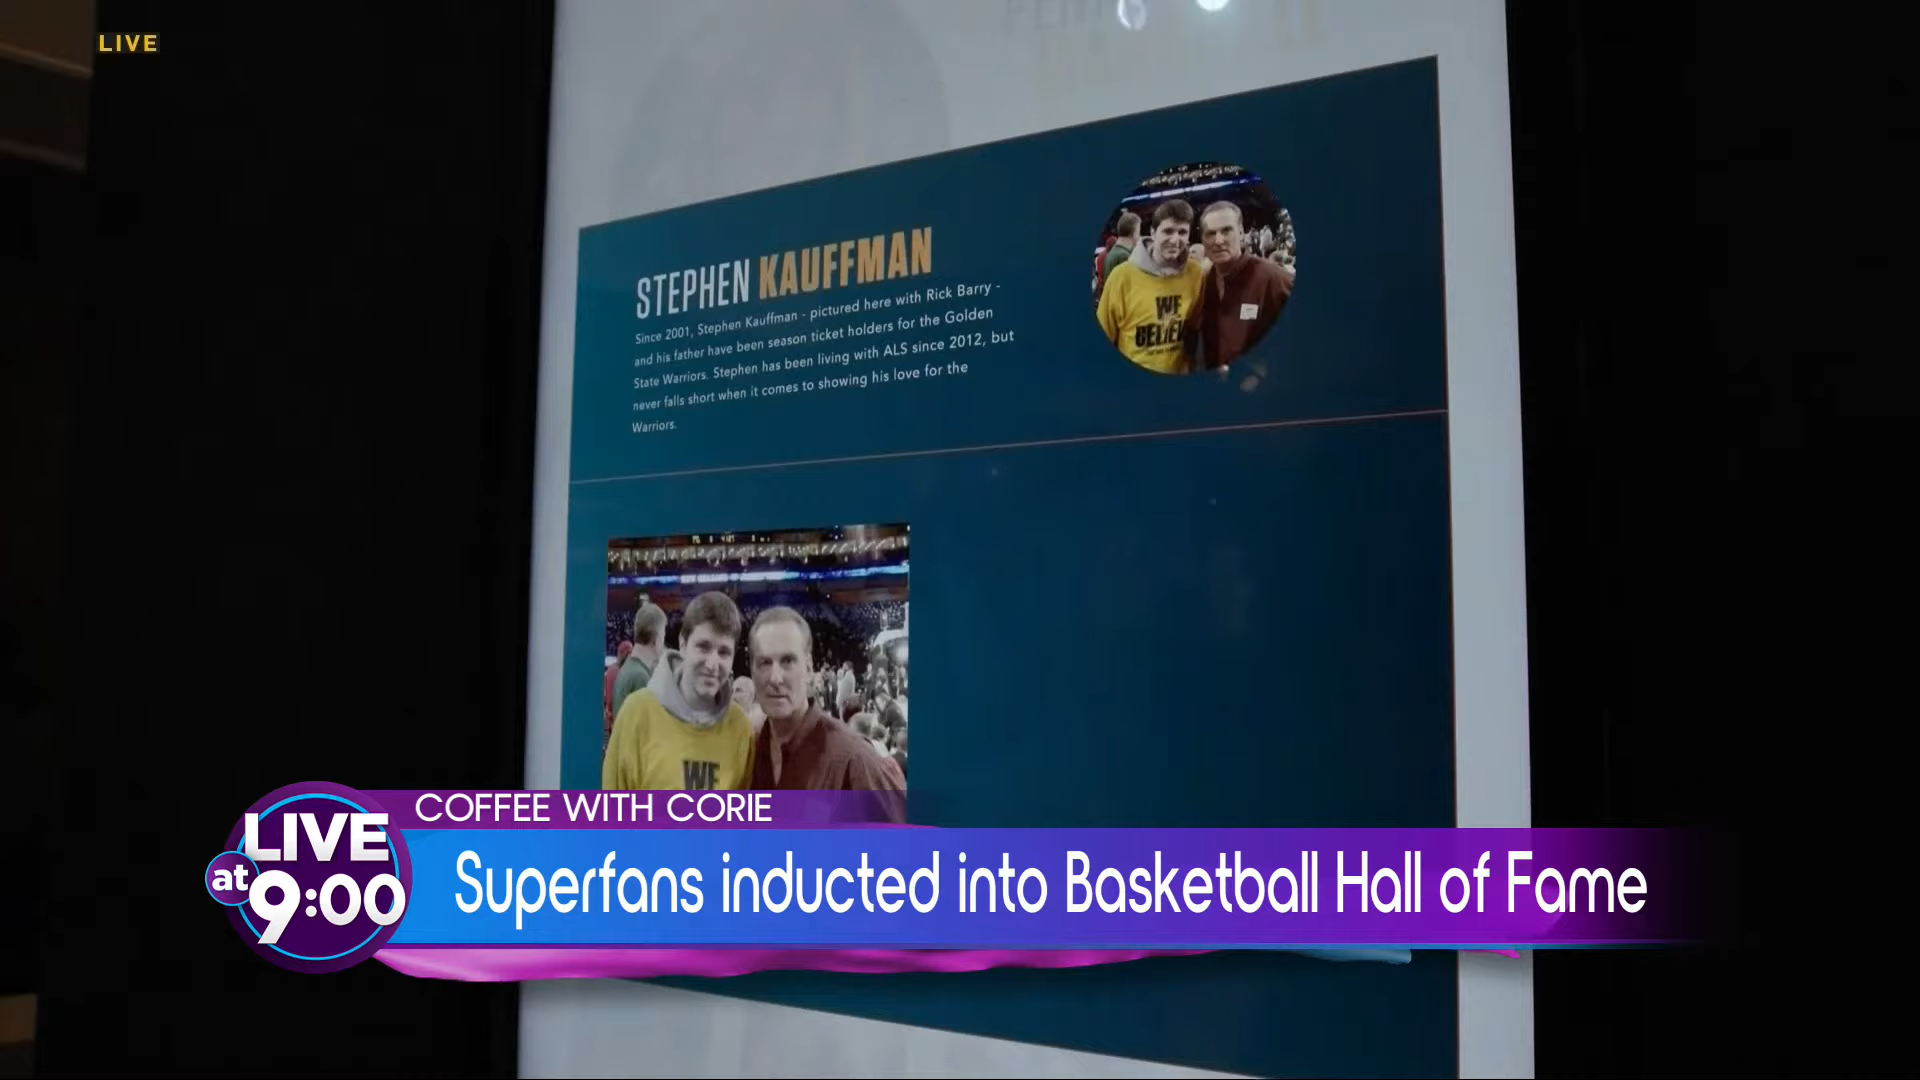 LIVE
STEPHEN KAUFFMAN
Since 2001, Stephen Kauffman - pictured here with Rick Barry -
and his father have been season ticket holders for the Golden
State Warriors. Stephen has been living with ALS since 2012, but
never falls short when it comes to showing his love for the
Warriors.
WE
BELIEVE
WE
COFFEE WITH CORIE
LIVE
at
9:00
Superfans inducted into Basketball Hall of Fame